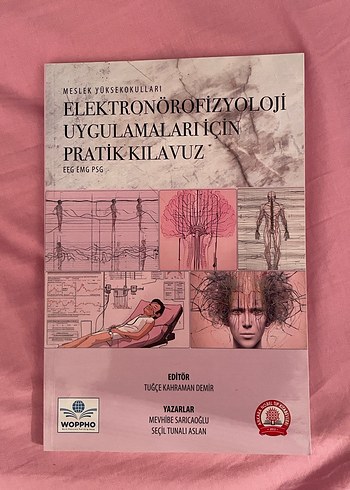 MESLEK YÜKSEKOKULLARI
ELEKTRONÖROFİZYOLOJİ
UYGULAMALARI İÇİN
PRATİK KILAVUZ
EEG EMG PSG
EDİTÖR
TUĞÇE KAHRAMAN DEMİR
YAZARLAR
MEVHİBE SARICAOĞLU
SEÇİL TUNALI ASLAN
WOPPHO